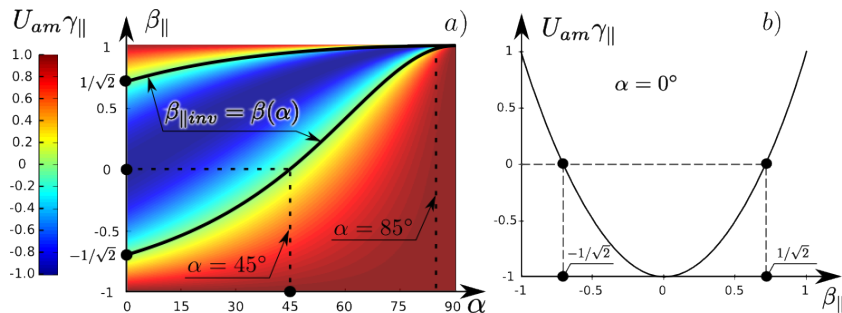 U_{am}γ_∥
β_∥
a)
1.0
0.8
0.6
0.4
0.2
0
-0.2
-0.4
-0.6
-0.8
-1.0
1
1/√2
0
-0.5
-1/√2
-1
β_{∥inv} = β(α)
α = 45°
α = 85°
0 15 30 45 60 75 90
α
U_{am}γ_∥
b)
α = 0°
1
0.5
0
-0.5
-1
-1/√2
1/√2
-1 -0.5 0 0.5 1
β_∥